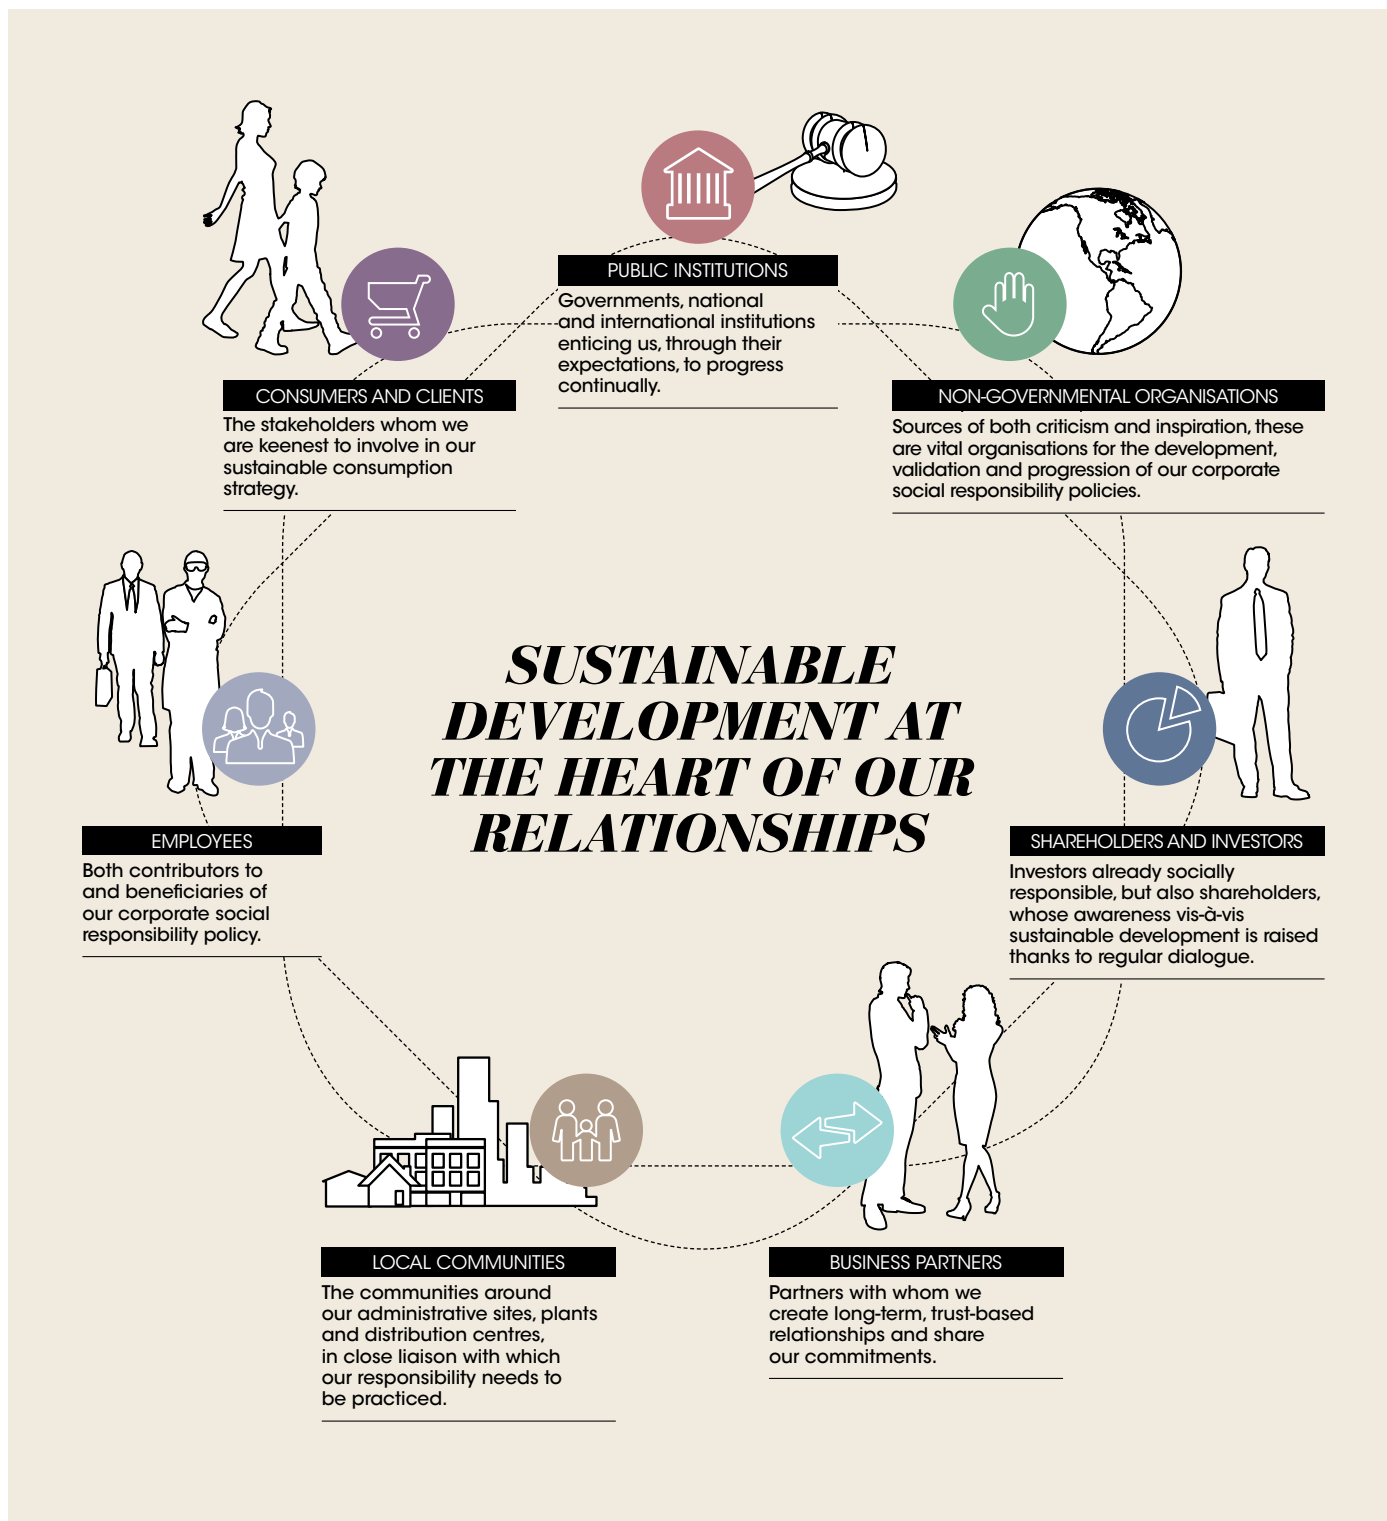 PUBLIC INSTITUTIONS
Governments, national
and international institutions
enticing us, through their
expectations, to progress
continually.
CONSUMERS AND CLIENTS
The stakeholders whom we
are keenest to involve in our
sustainable consumption
strategy.
NON-GOVERNMENTAL ORGANISATIONS
Sources of both criticism and inspiration, these
are vital organisations for the development,
validation and progression of our corporate
social responsibility policies.
SUSTAINABLE
DEVELOPMENT AT
THE HEART OF OUR
RELATIONSHIPS
EMPLOYEES
Both contributors to
and beneficiaries of
our corporate social
responsibility policy.
SHAREHOLDERS AND INVESTORS
Investors already socially
responsible, but also shareholders,
whose awareness vis-à-vis
sustainable development is raised
thanks to regular dialogue.
LOCAL COMMUNITIES
The communities around
our administrative sites, plants
and distribution centres,
in close liaison with which
our responsibility needs to
be practiced.
BUSINESS PARTNERS
Partners with whom we
create long-term, trust-based
relationships and share
our commitments.